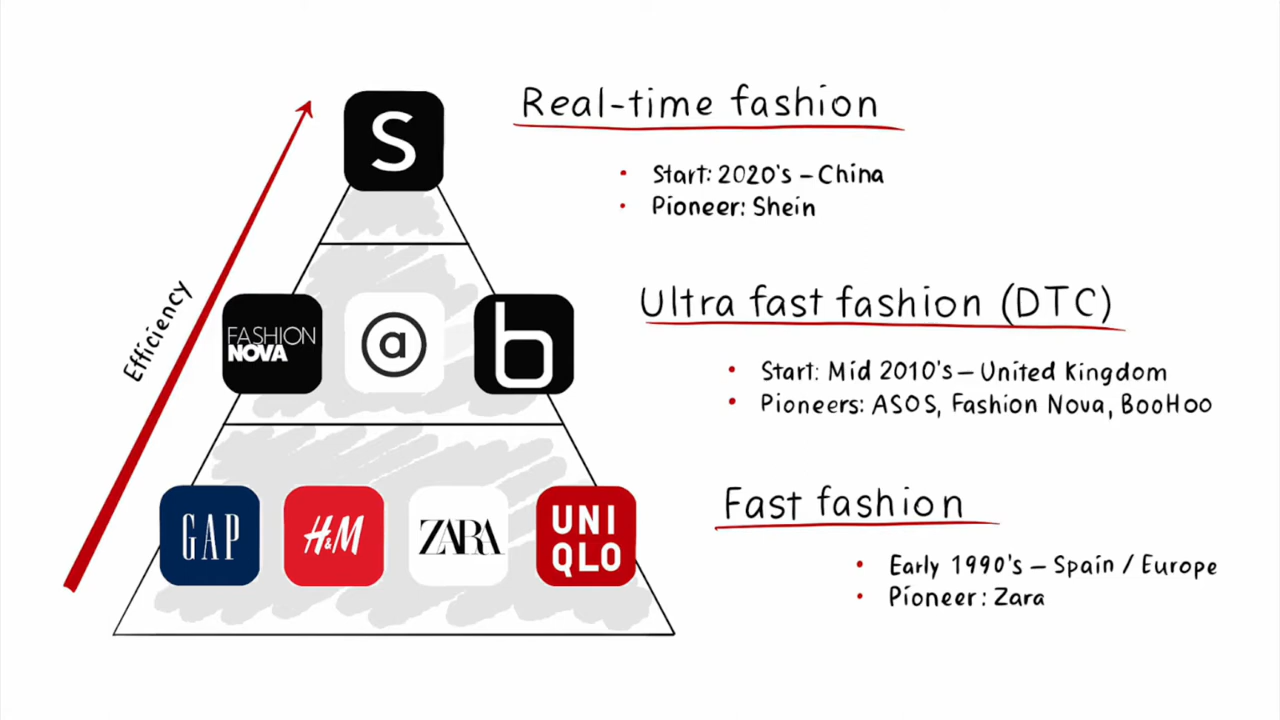 S
Real-time fashion
• Start: 2020's – China
• Pioneer: Shein
Efficiency
FASHION
NOVA
a
b
Ultra fast fashion (DTC)
• Start: Mid 2010's – United Kingdom
• Pioneers: ASOS, Fashion Nova, BooHoo
GAP
H&M
ZARA
UNI
QLO
Fast fashion
• Early 1990's – Spain / Europe
• Pioneer: Zara